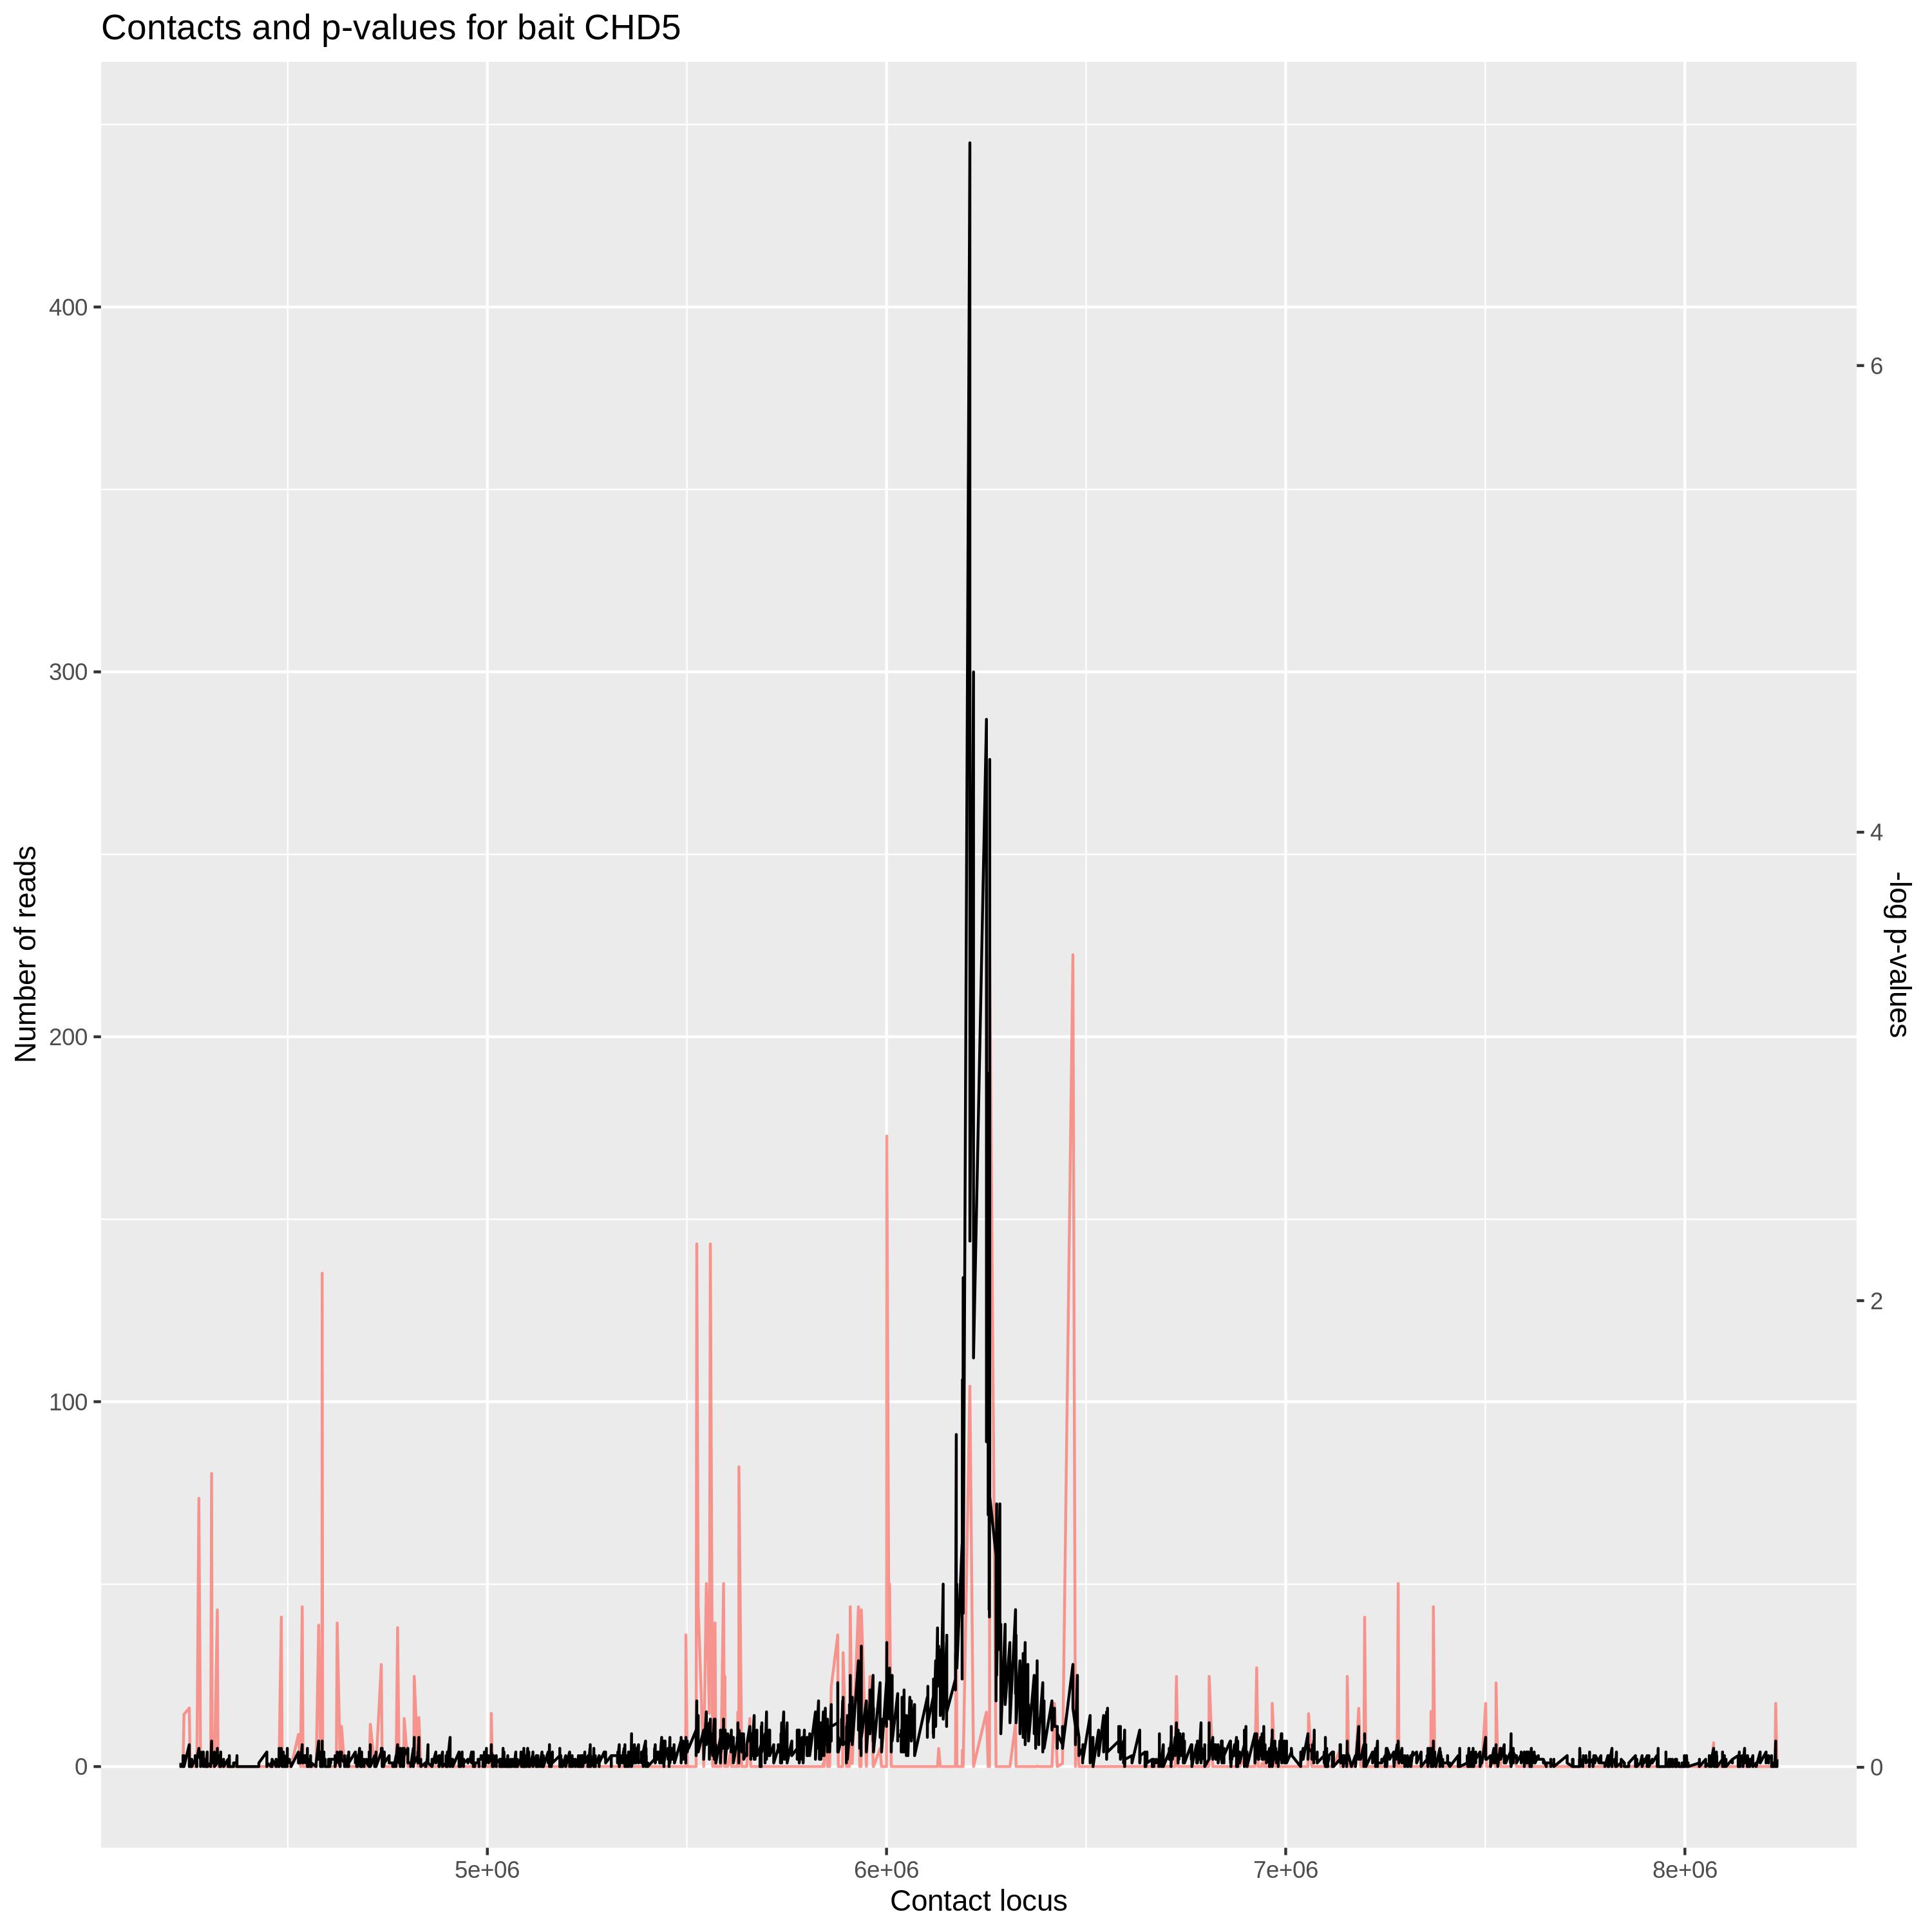 Contacts and p-values for bait CHD5
Number of reads
400
300
200
100
0
6
4
2
0
-log p-values
5e+06
6e+06
7e+06
8e+06
Contact locus